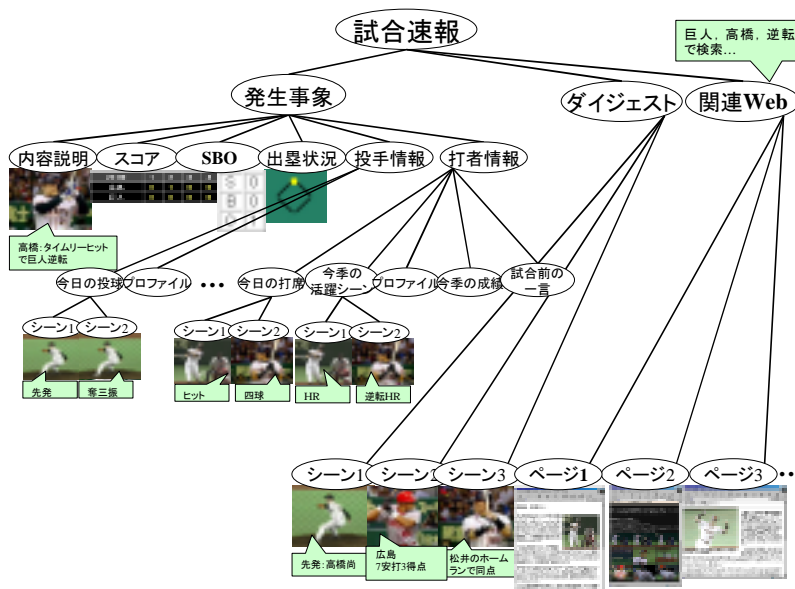 試合速報
巨人, 高橋, 逆転
で検索…
発生事象
ダイジェスト
関連Web
内容説明
スコア
SBO
出塁状況
投手情報
打者情報
S 0
B 0
高橋:タイムリーヒット
で巨人逆転
今日の投球
プロファイル
…
今日の打席
今季の
活躍シーン
プロファイル
今季の成績
試合前の
一言
シーン1
シーン2
シーン1
シーン2
シーン1
シーン2
先発
奪三振
ヒット
四球
HR
逆転HR
シーン1
シーン2
シーン3
ページ1
ページ2
ページ3
…
先発:高橋尚
広島
7安打3得点
松井のホーム
ランで同点